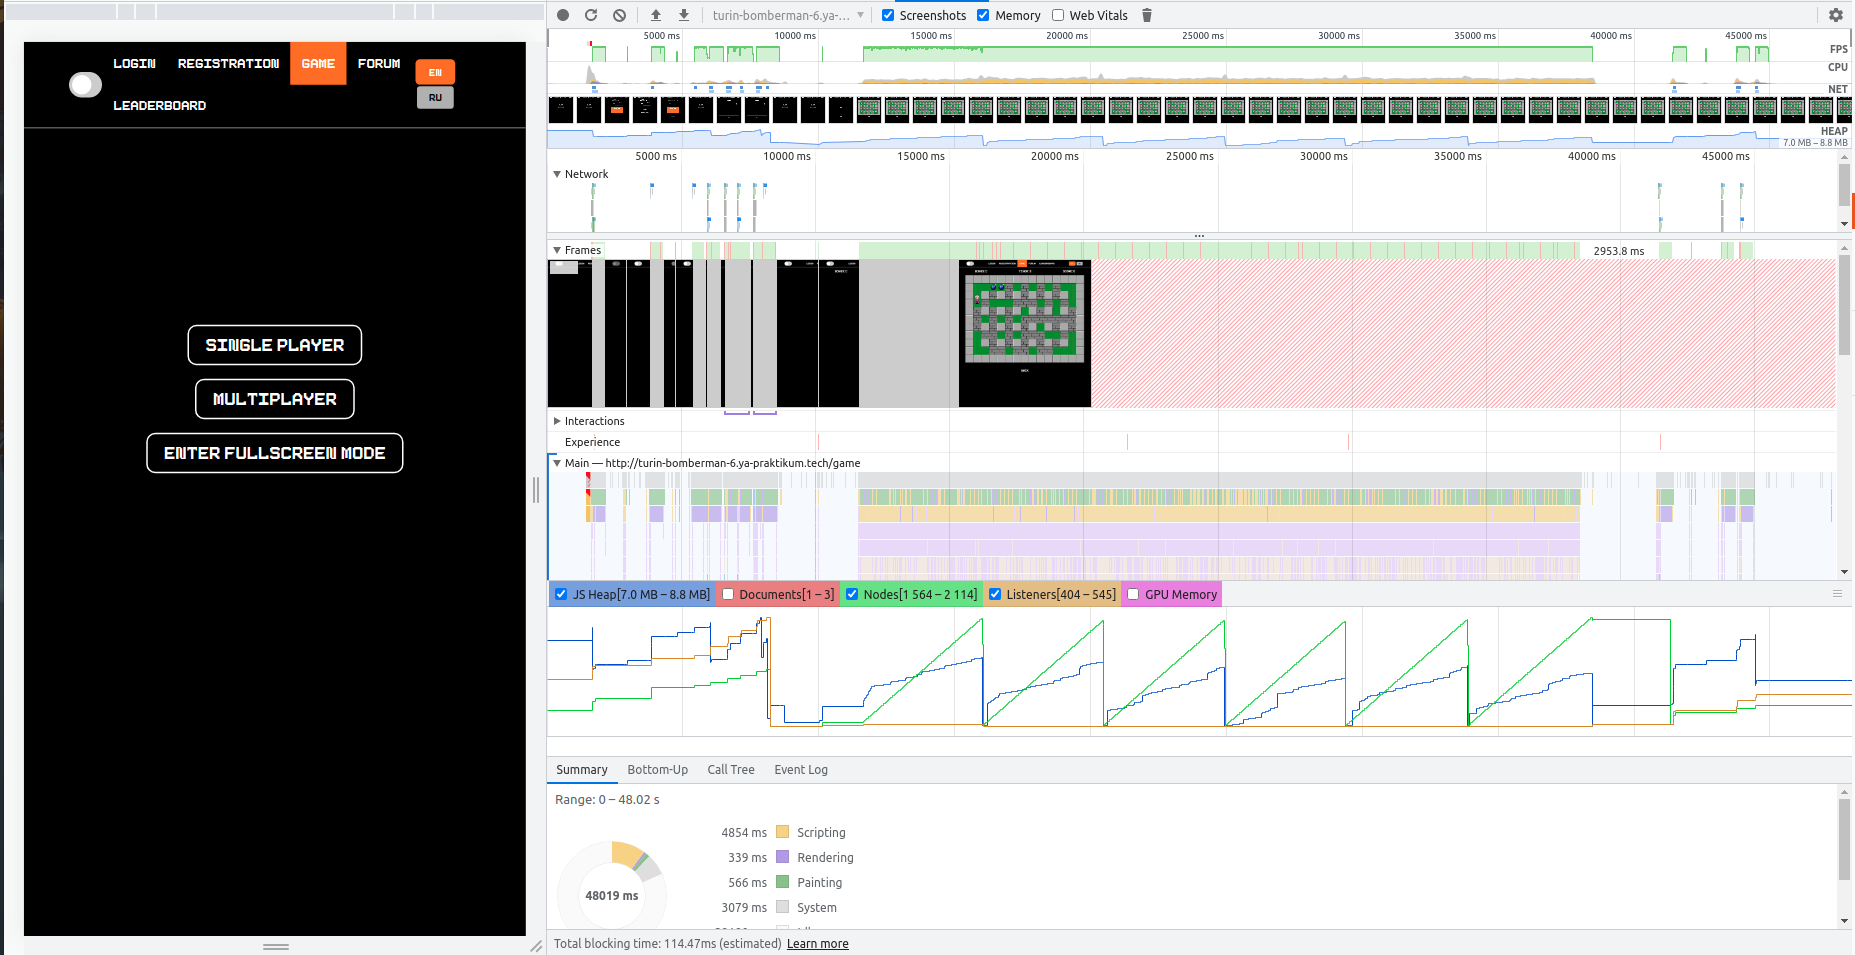 LOGIN REGISTRATION GAME FORUM EN
RU
LEADERBOARD
SINGLE PLAYER
MULTIPLAYER
ENTER FULLSCREEN MODE
turin-bomberman-6.ya-... Screenshots Memory Web Vitals
5000 ms 10000 ms 15000 ms 20000 ms 25000 ms 30000 ms 35000 ms 40000 ms 45000 ms
FPS
CPU
NET
HEAP
7.0 MB – 8.8 MB
5000 ms 10000 ms 15000 ms 20000 ms 25000 ms 30000 ms 35000 ms 40000 ms 45000 ms
Network
Frames 2953.8 ms
Interactions
Experience
Main — http://turin-bomberman-6.ya-praktikum.tech/game
JS Heap[7.0 MB – 8.8 MB] Documents[1 – 3] Nodes[1 564 – 2 114] Listeners[404 – 545] GPU Memory
Summary Bottom-Up Call Tree Event Log
Range: 0 – 48.02 s
4854 ms Scripting
339 ms Rendering
566 ms Painting
48019 ms
3079 ms System
Total blocking time: 114.47ms (estimated) Learn more